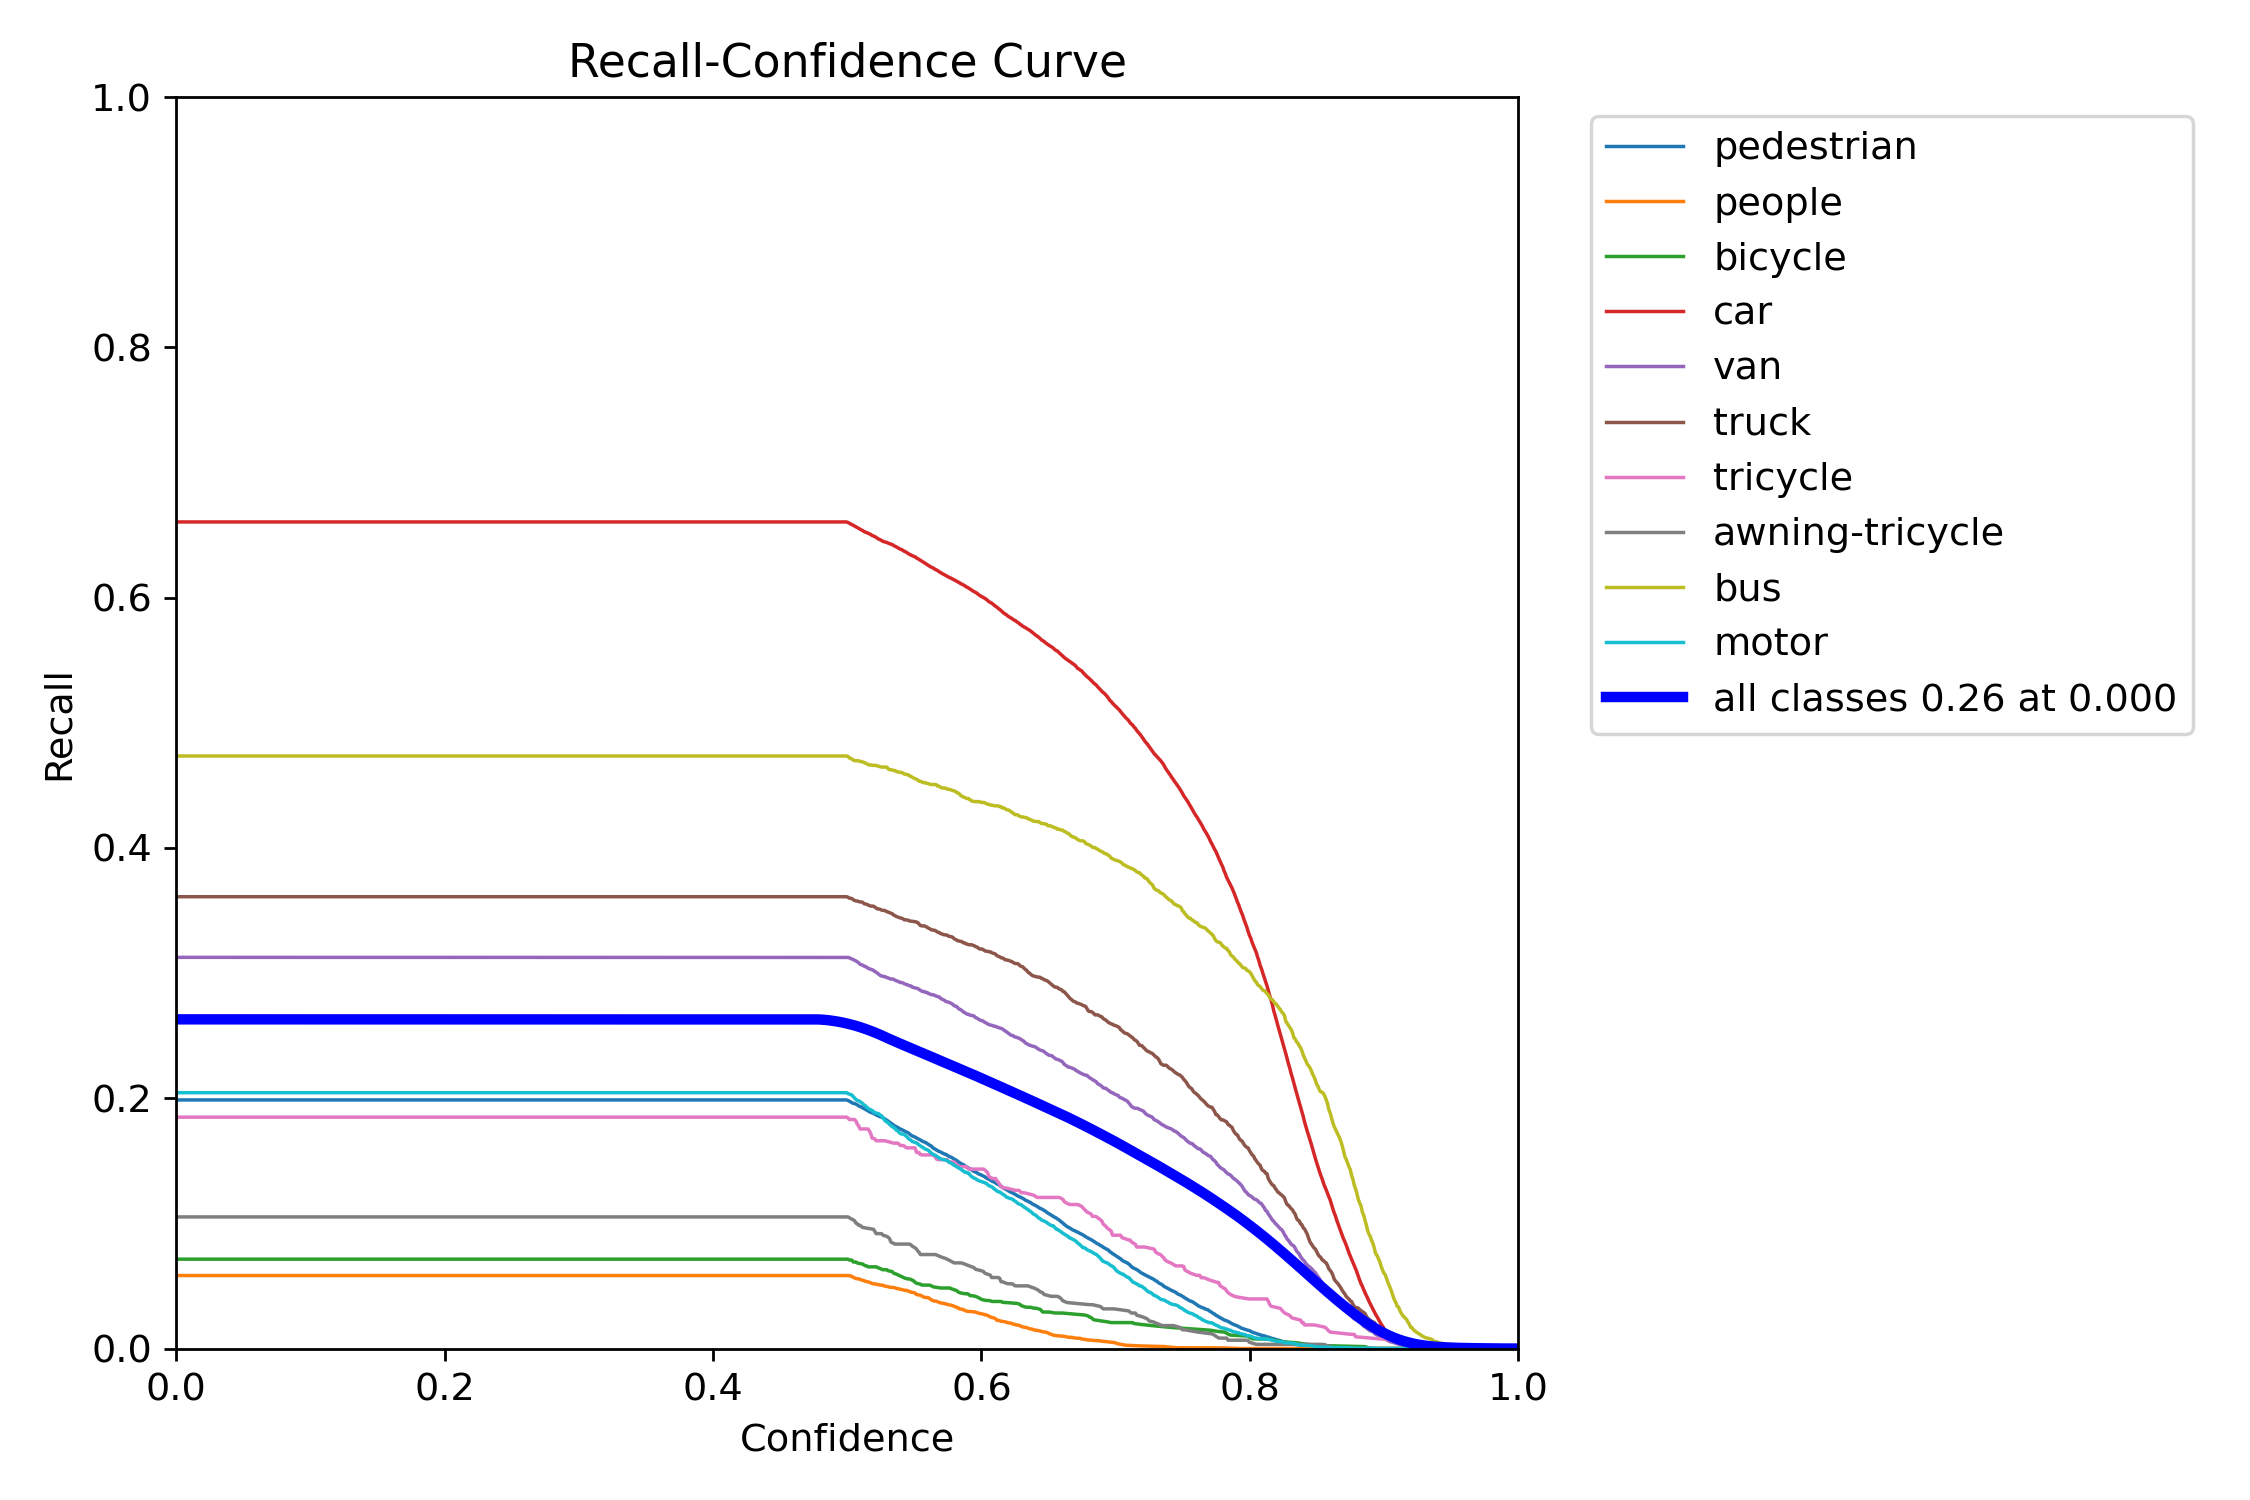 Recall-Confidence Curve
1.0
0.8
0.6
0.4
0.2
0.0
Recall
0.0 0.2 0.4 0.6 0.8 1.0
Confidence
pedestrian
people
bicycle
car
van
truck
tricycle
awning-tricycle
bus
motor
all classes 0.26 at 0.000